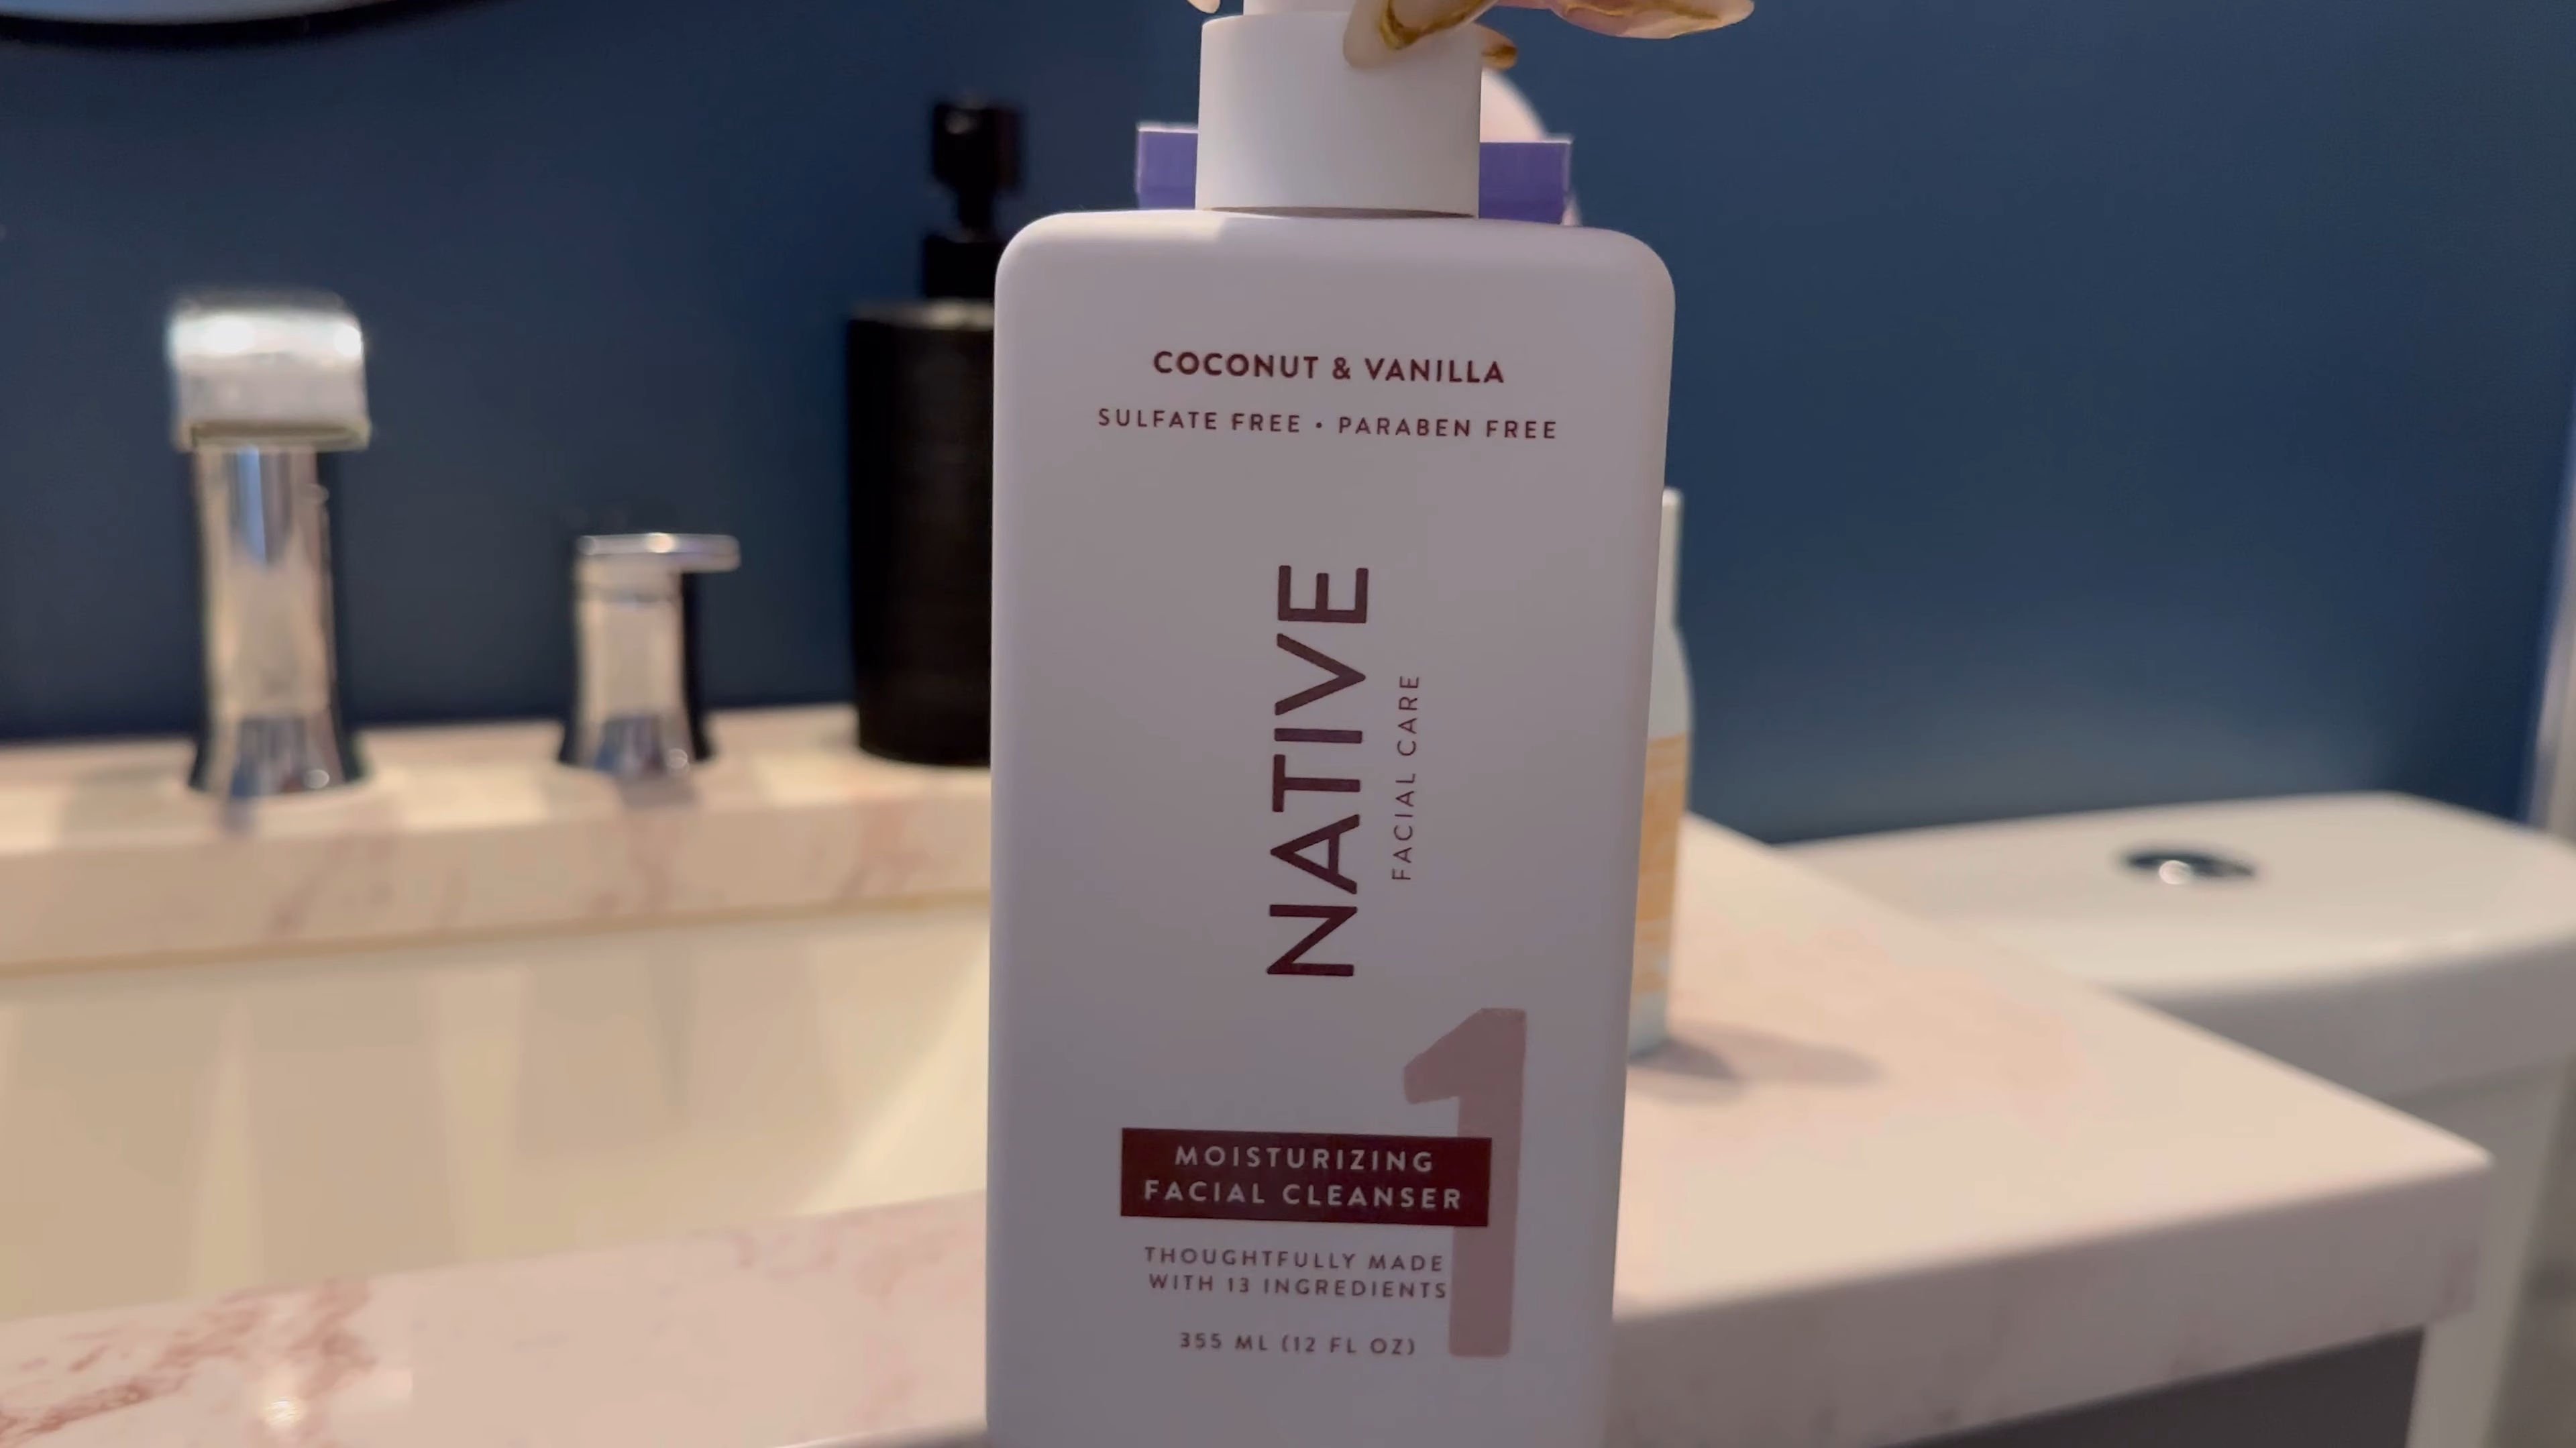 COCONUT & VANILLA
SULFATE FREE • PARABEN FREE
NATIVE
FACIAL CARE
1
MOISTURIZING
FACIAL CLEANSER
THOUGHTFULLY MADE
WITH 13 INGREDIENTS
355 ML (12 FL OZ)